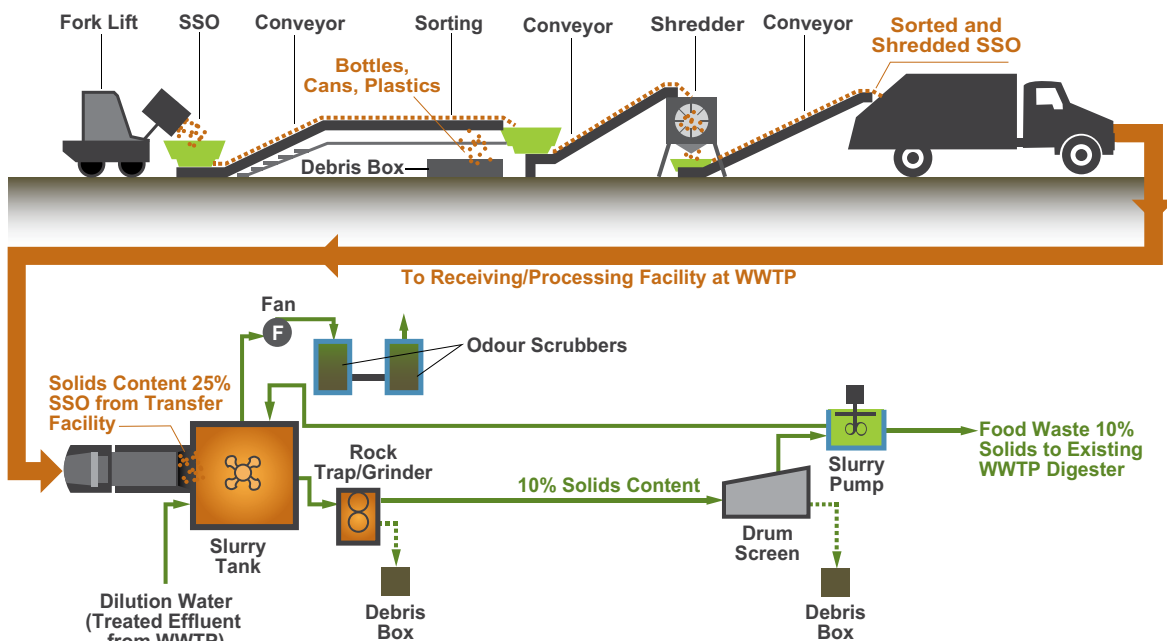 Fork Lift
SSO
Conveyor
Sorting
Conveyor
Shredder
Conveyor
Sorted and
Shredded SSO
Bottles,
Cans, Plastics
Debris Box
To Receiving/Processing Facility at WWTP
Fan
F
Odour Scrubbers
Solids Content 25%
SSO from Transfer
Facility
Rock
Trap/Grinder
10% Solids Content
Slurry
Pump
Food Waste 10%
Solids to Existing
WWTP Digester
Drum
Screen
Slurry
Tank
Dilution Water
(Treated Effluent
from WWTP)
Debris
Box
Debris
Box